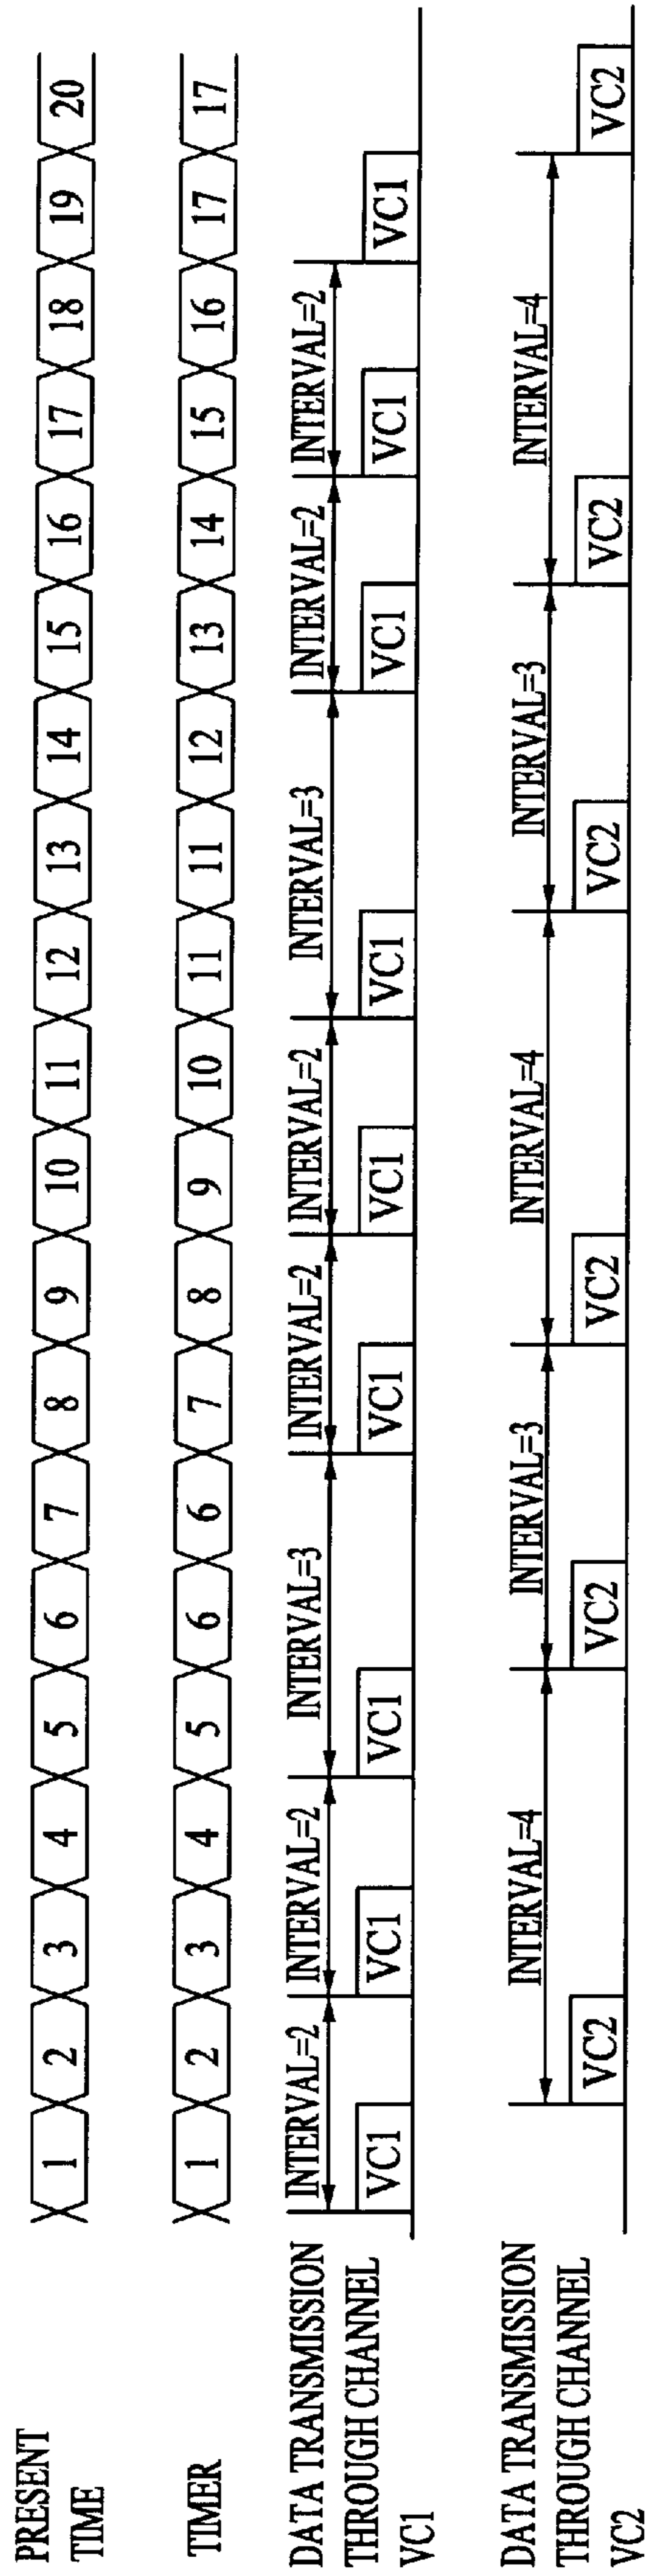 PRESENT
TIME
1 2 3 4 5 6 7 8 9 10 11 12 13 14 15 16 17 18 19 20
TIMER
1 2 3 4 5 6 6 7 8 9 10 11 11 12 13 14 15 16 17 17
DATA TRANSMISSION
THROUGH CHANNEL
VC1
INTERVAL=2 INTERVAL=2 INTERVAL=3 INTERVAL=2 INTERVAL=2 INTERVAL=3 INTERVAL=2 INTERVAL=2
VC1 VC1 VC1 VC1 VC1 VC1 VC1 VC1 VC1
DATA TRANSMISSION
THROUGH CHANNEL
VC2
INTERVAL=4 INTERVAL=3 INTERVAL=4 INTERVAL=3 INTERVAL=4
VC2 VC2 VC2 VC2 VC2 VC2